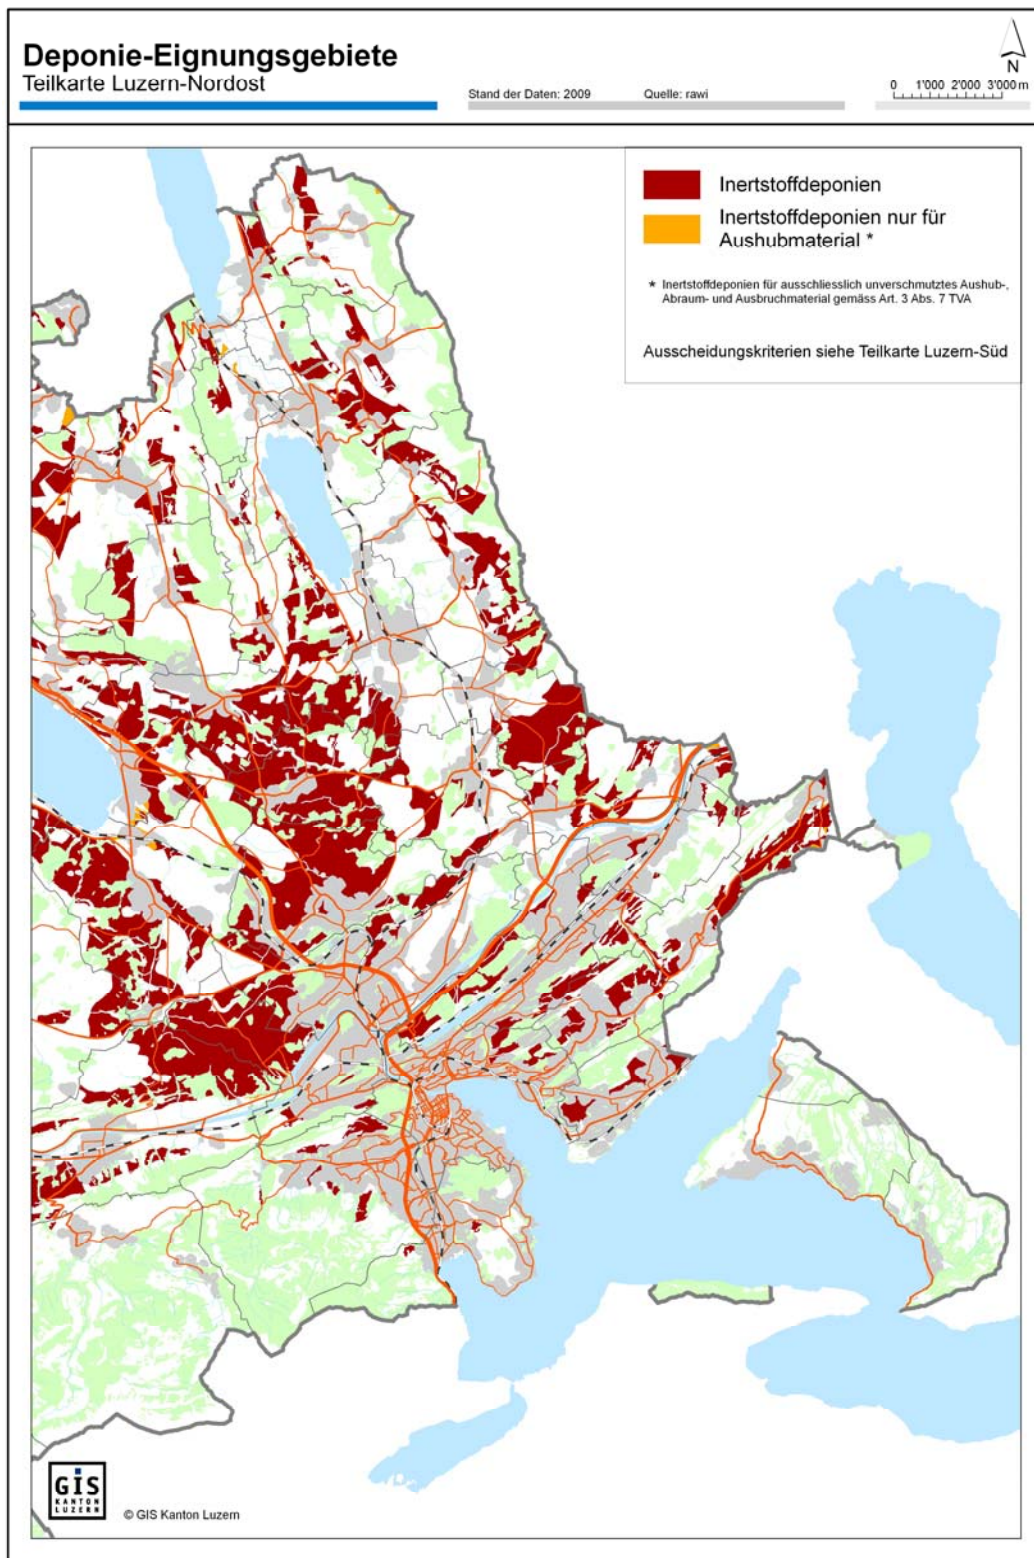 Deponie-Eignungsgebiete
Teilkarte Luzern-Nordost
Stand der Daten: 2009 Quelle: rawi
N
0 1'000 2'000 3'000 m
Inertstoffdeponien
Inertstoffdeponien nur für
Aushubmaterial *
* Inertstoffdeponien für ausschliesslich unverschmutztes Aushub-,
Abraum- und Ausbruchmaterial gemäss Art. 3 Abs. 7 TVA
Ausscheidungskriterien siehe Teilkarte Luzern-Süd
GIS
KANTON
LUZERN
© GIS Kanton Luzern